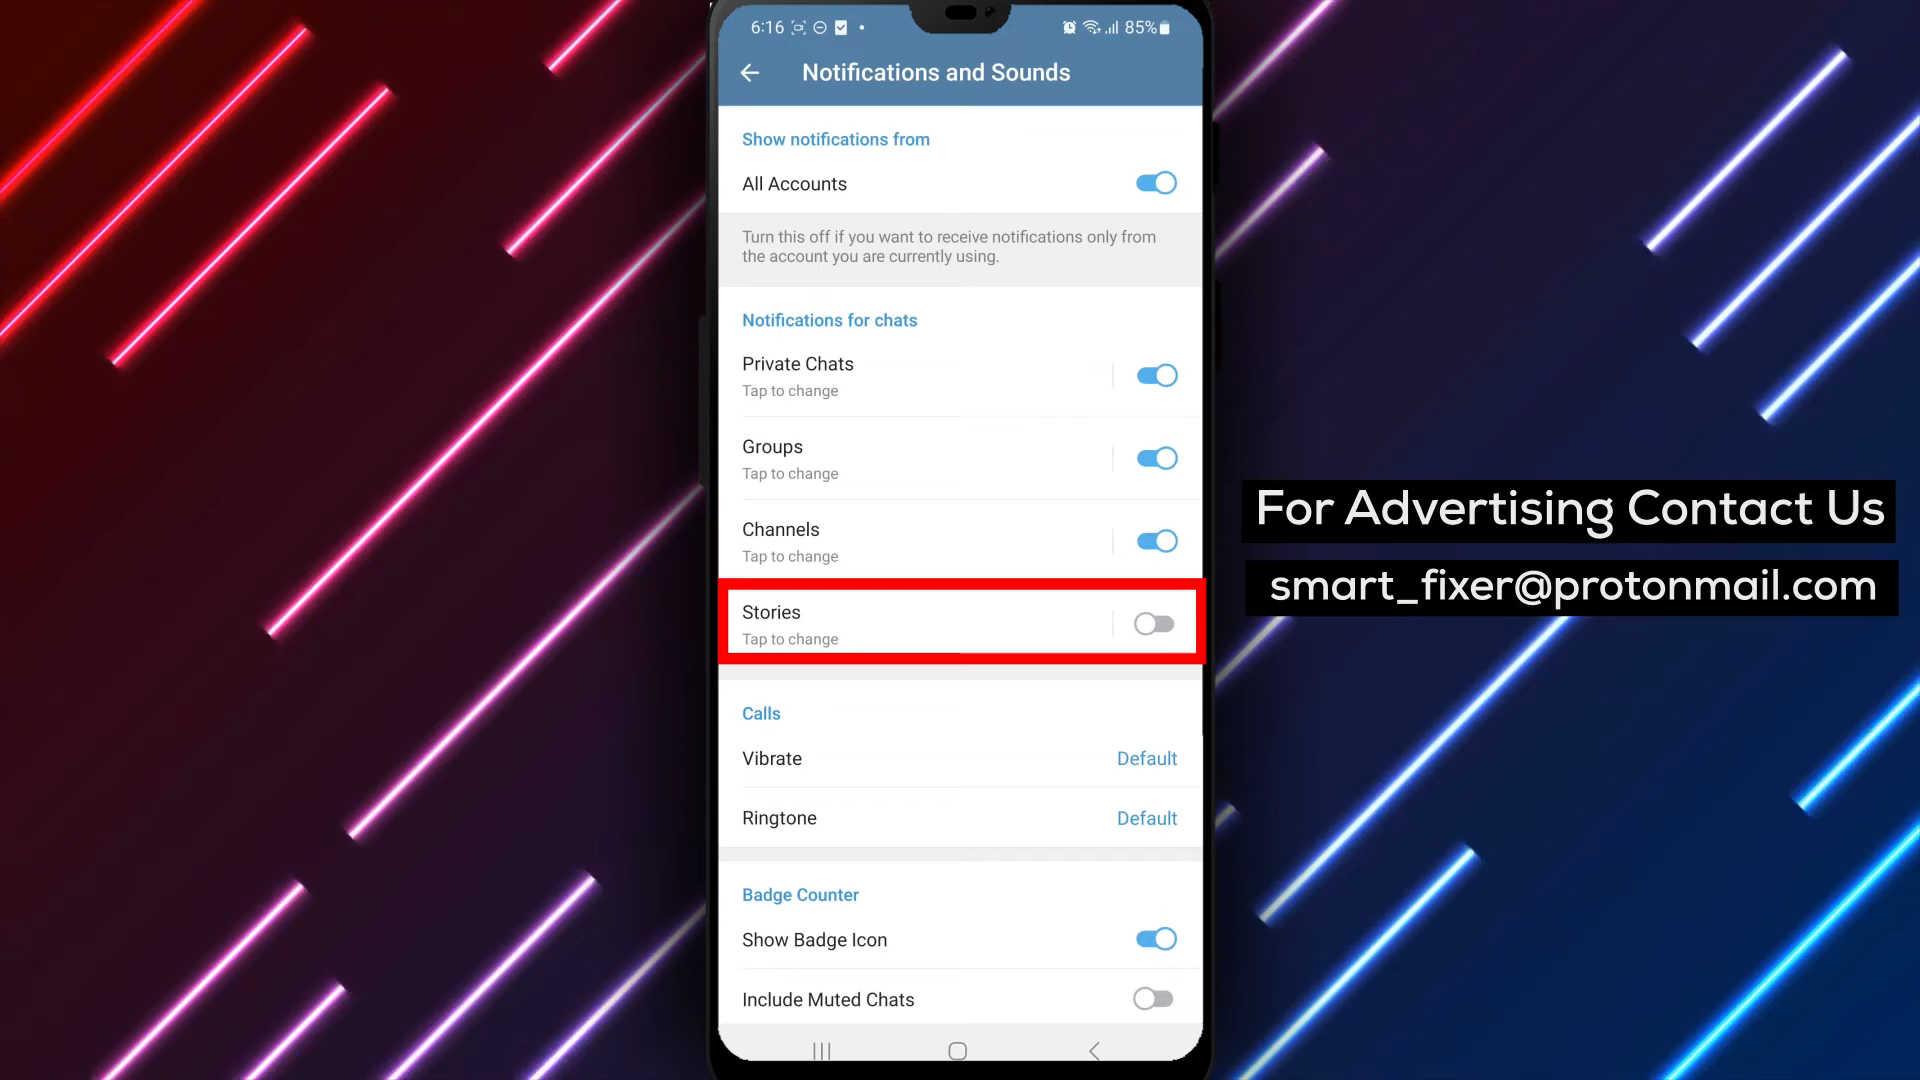 6:16
85%
Notifications and Sounds
Show notifications from
All Accounts
Turn this off if you want to receive notifications only from
the account you are currently using.
Notifications for chats
Private Chats
Tap to change
Groups
Tap to change
Channels
Tap to change
Stories
Tap to change
Calls
Vibrate
Default
Ringtone
Default
Badge Counter
Show Badge Icon
Include Muted Chats
For Advertising Contact Us
smart_fixer@protonmail.com